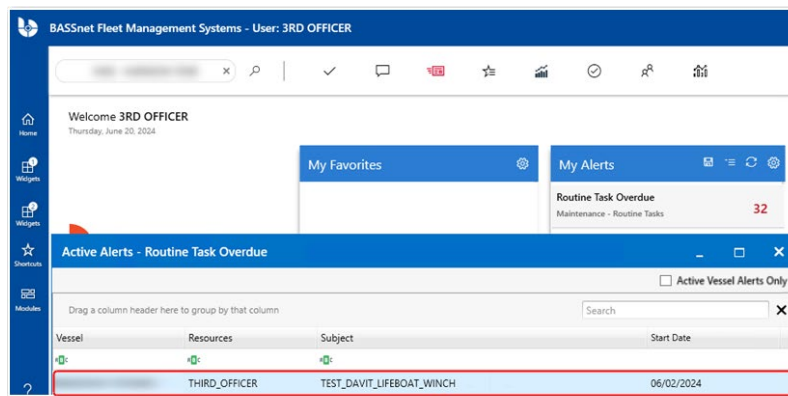 BASSnet Fleet Management Systems - User: 3RD OFFICER
Welcome 3RD OFFICER
Thursday, June 20, 2024
Home
1
Widgets
2
Widgets
Shortcuts
Modules
?
My Favorites
My Alerts
Routine Task Overdue
Maintenance - Routine Tasks
32
Active Alerts - Routine Task Overdue
Active Vessel Alerts Only
Drag a column header here to group by that column
Search
Vessel Resources Subject Start Date
THIRD_OFFICER TEST_DAVIT_LIFEBOAT_WINCH 06/02/2024